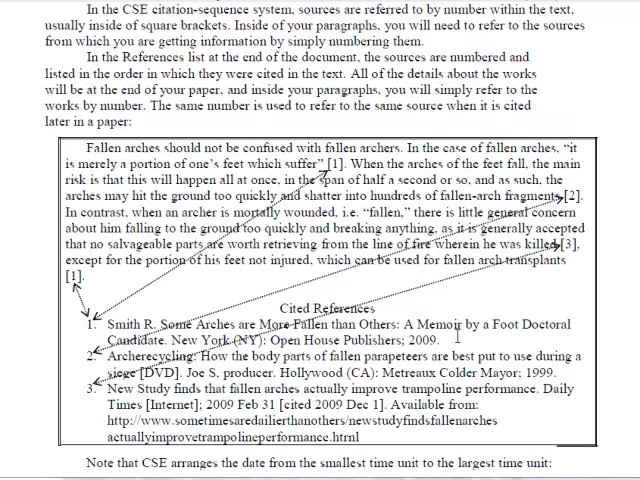 In the CSE citation-sequence system, sources are referred to by number within the text,
usually inside of square brackets. Inside of your paragraphs, you will need to refer to the sources
from which you are getting information by simply numbering them.
In the References list at the end of the document, the sources are numbered and
listed in the order in which they were cited in the text. All of the details about the works
will be at the end of your paper, and inside your paragraphs, you will simply refer to the
works by number. The same number is used to refer to the same source when it is cited
later in a paper:
Fallen arches should not be confused with fallen archers. In the case of fallen arches, “it
is merely a portion of one’s feet which suffer” [1]. When the arches of the feet fall, the main
risk is that this will happen all at once, in the span of half a second or so, and as such, the
arches may hit the ground too quickly and shatter into hundreds of fallen-arch fragments [2].
In contrast, when an archer is mortally wounded, i.e. “fallen,” there is little general concern
about him falling to the ground too quickly and breaking anything, as it is generally accepted
that no salvageable parts are worth retrieving from the line of fire wherein he was killed [3],
except for the portion of his feet not injured, which can be used for fallen arch transplants
[1].
Cited References
1. Smith R. Some Arches are More Fallen than Others: A Memoir by a Foot Doctoral
Candidate. New York (NY): Open House Publishers; 2009.
2. Archerecycling: How the body parts of fallen parapeteers are best put to use during a
siege [DVD]. Joe S, producer. Hollywood (CA): Metreaux Colder Mayor; 1999.
3. New Study finds that fallen arches actually improve trampoline performance. Daily
Times [Internet]; 2009 Feb 31 [cited 2009 Dec 1]. Available from:
http://www.sometimesaredailierthanothers/newstudyfindsfallenarches
actuallyimprovetrampolineperformance.html
Note that CSE arranges the date from the smallest time unit to the largest time unit: